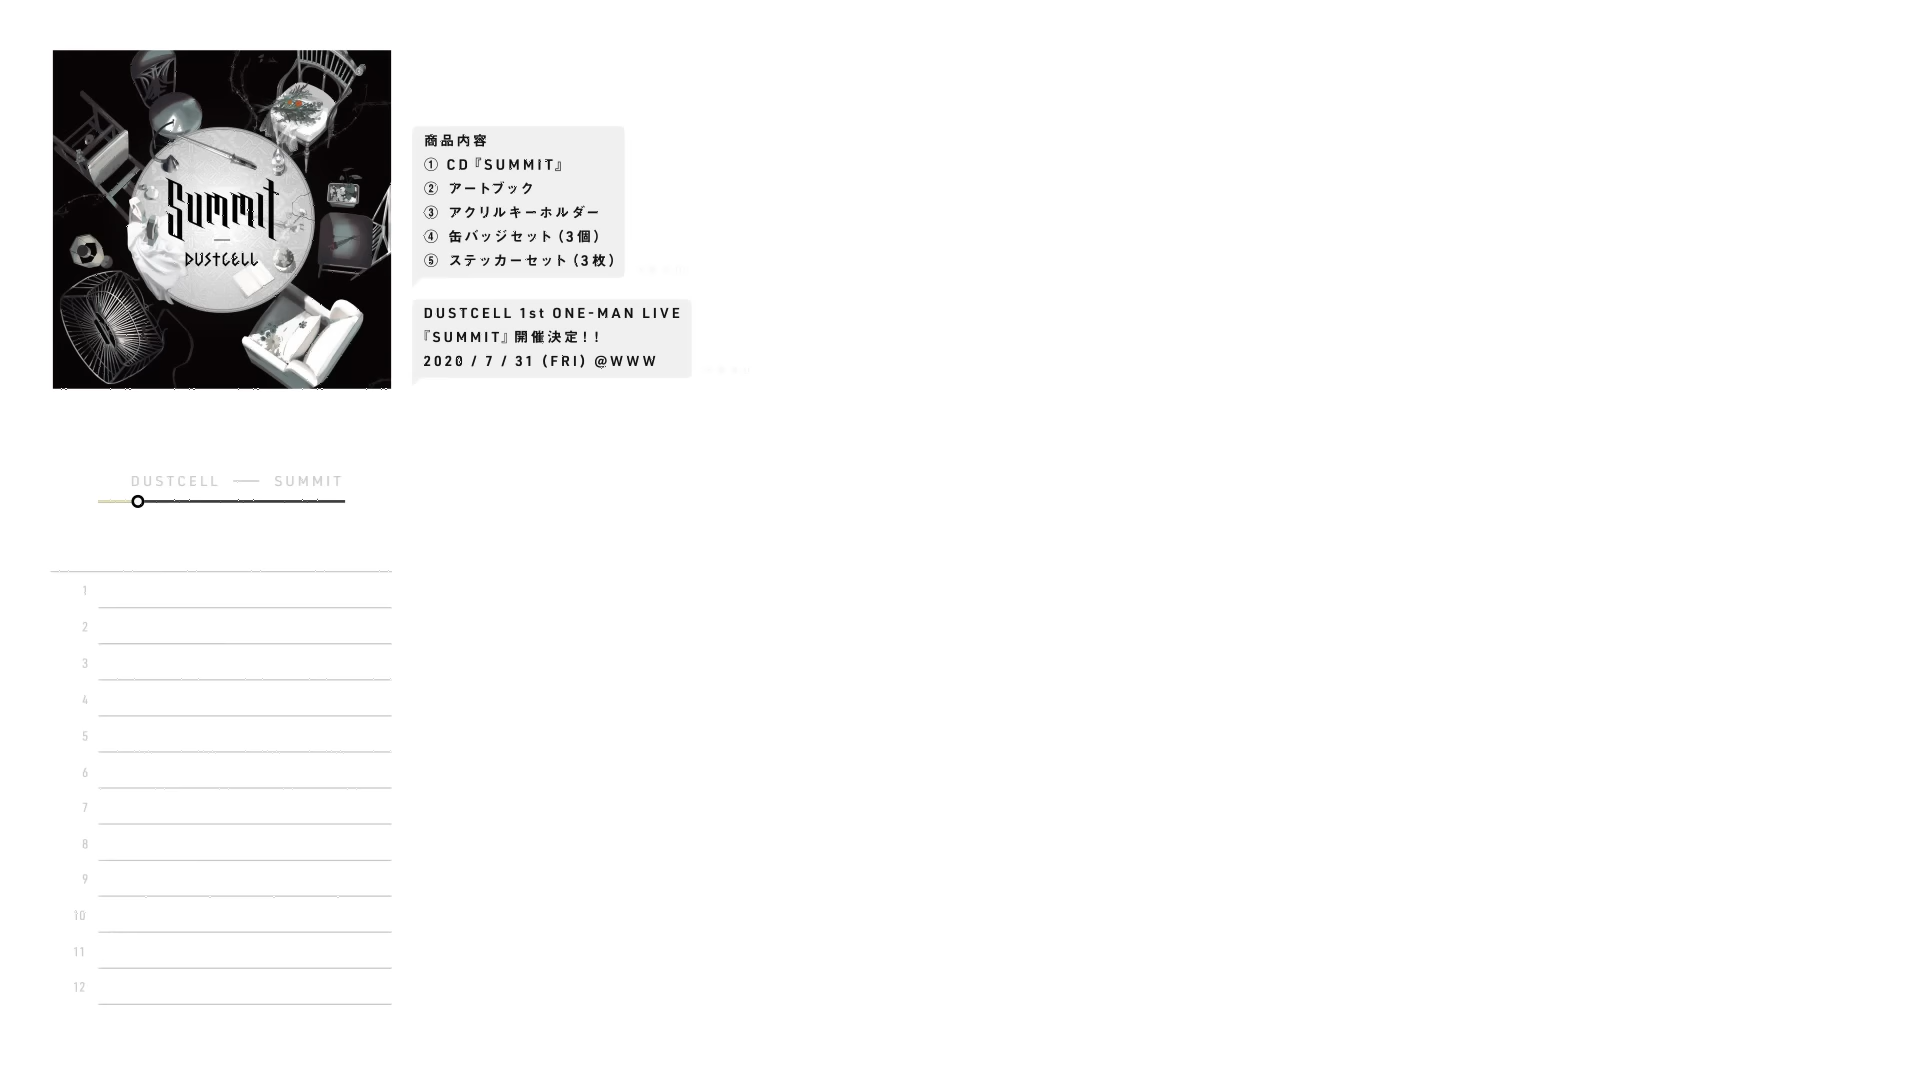 Summit
DUSTCELL
商品内容
① CD『SUMMIT』
② アートブック
③ アクリルキーホルダー
④ 缶バッジセット(3個)
⑤ ステッカーセット(3枚)
DUSTCELL 1st ONE-MAN LIVE
『SUMMIT』開催決定!!
2020 / 7 / 31 (FRI) @WWW
DUSTCELL — SUMMIT
1
2
3
4
5
6
7
8
9
10
11
12